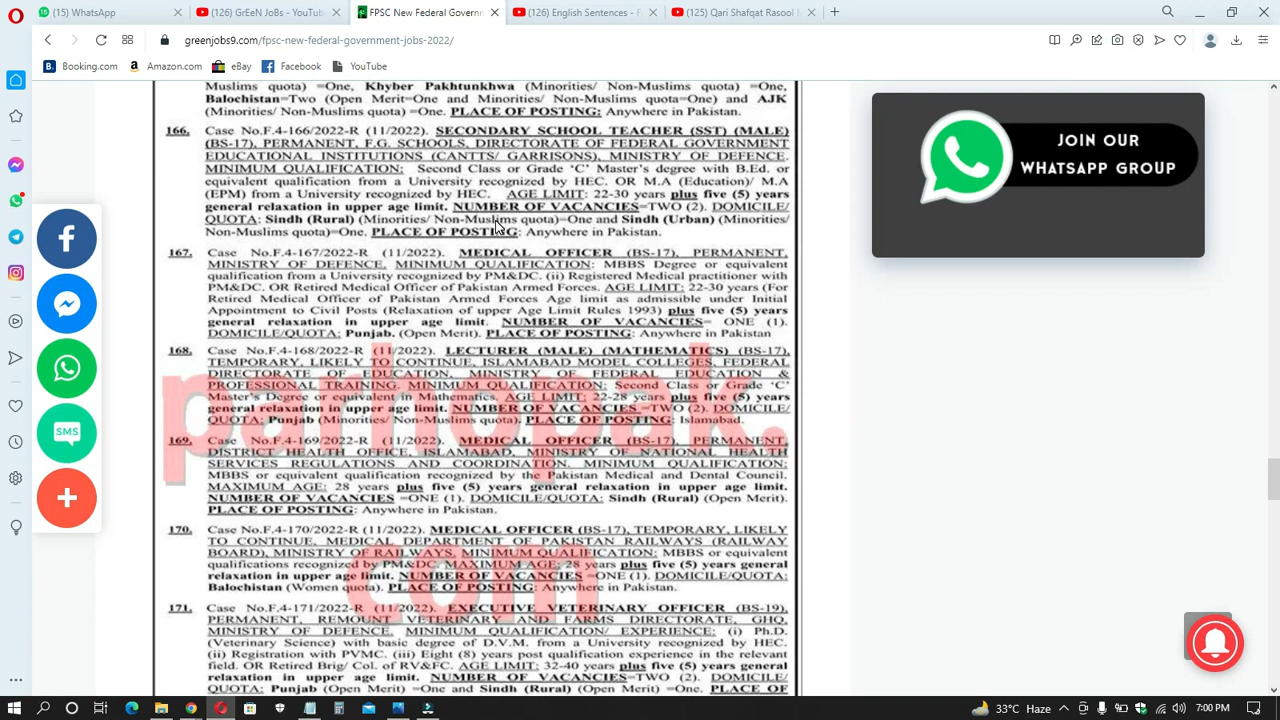 (15) WhatsApp
(126) GrEeN JoBs - YouTu
FPSC New Federal Governm
(126) English Sentences - F
(125) Qari Shafqat Rasool N
greenjobs9.com/fpsc-new-federal-government-jobs-2022/
Booking.com
Amazon.com
eBay
Facebook
YouTube
Muslims quota) =One, Khyber Pakhtunkhwa (Minorities/ Non-Muslims quota) =One,
Balochistan=Two (Open Merit=One and Minorities/ Non-Muslims quota=One) and AJK
(Minorities/ Non-Muslims quota) =One. PLACE OF POSTING: Anywhere in Pakistan.
166. Case No.F.4-166/2022-R (11/2022). SECONDARY SCHOOL TEACHER (SST) (MALE)
(BS-17), PERMANENT, F.G. SCHOOLS, DIRECTORATE OF FEDERAL GOVERNMENT
EDUCATIONAL INSTITUTIONS (CANTTS/ GARRISONS), MINISTRY OF DEFENCE.
MINIMUM QUALIFICATION: Second Class or Grade ‘C’ Master’s degree with B.Ed. or
equivalent qualification from a University recognized by HEC. OR M.A (Education)/ M.A
(EPM) from a University recognized by HEC. AGE LIMIT: 22-30 years plus five (5) years
general relaxation in upper age limit. NUMBER OF VACANCIES=TWO (2). DOMICILE/
QUOTA: Sindh (Rural) (Minorities/ Non-Muslims quota)=One and Sindh (Urban) (Minorities/
Non-Muslims quota)=One. PLACE OF POSTING: Anywhere in Pakistan.
167. Case No.F.4-167/2022-R (11/2022). MEDICAL OFFICER (BS-17), PERMANENT,
MINISTRY OF DEFENCE. MINIMUM QUALIFICATION: MBBS Degree or equivalent
qualification from a University recognized by PM&DC. (ii) Registered Medical practitioner with
PM&DC. OR Retired Medical Officer of Pakistan Armed Forces. AGE LIMIT: 22-30 years (For
Retired Medical Officer of Pakistan Armed Forces Age limit as admissible under Initial
Appointment to Civil Posts (Relaxation of upper Age Limit Rules 1993) plus five (5) years
general relaxation in upper age limit. NUMBER OF VACANCIES= ONE (1).
DOMICILE/QUOTA: Punjab. (Open Merit). PLACE OF POSTING: Anywhere in Pakistan
168. Case No.F.4-168/2022-R (11/2022). LECTURER (MALE) (MATHEMATICS) (BS-17),
TEMPORARY, LIKELY TO CONTINUE, ISLAMABAD MODEL COLLEGES, FEDERAL
DIRECTORATE OF EDUCATION, MINISTRY OF FEDERAL EDUCATION &
PROFESSIONAL TRAINING. MINIMUM QUALIFICATION: Second Class or Grade ‘C’
Master’s Degree or equivalent in Mathematics. AGE LIMIT: 22-28 years plus five (5) years
general relaxation in upper age limit. NUMBER OF VACANCIES =TWO (2). DOMICILE/
QUOTA: Punjab (Minorities/ Non-Muslims quota). PLACE OF POSTING: Islamabad.
169. Case No.F.4-169/2022-R (11/2022). MEDICAL OFFICER (BS-17), PERMANENT,
DISTRICT HEALTH OFFICE, ISLAMABAD, MINISTRY OF NATIONAL HEALTH
SERVICES REGULATIONS AND COORDINATION. MINIMUM QUALIFICATION:
MBBS or equivalent qualification recognized by the Pakistan Medical and Dental Council.
MAXIMUM AGE: 28 years plus five (5) years general relaxation in upper age limit.
NUMBER OF VACANCIES =ONE (1). DOMICILE/QUOTA: Sindh (Rural) (Open Merit).
PLACE OF POSTING: Anywhere in Pakistan.
170. Case No.F.4-170/2022-R (11/2022). MEDICAL OFFICER (BS-17), TEMPORARY, LIKELY
TO CONTINUE, MEDICAL DEPARTMENT OF PAKISTAN RAILWAYS (RAILWAY
BOARD), MINISTRY OF RAILWAYS. MINIMUM QUALIFICATION: MBBS or equivalent
qualifications recognized by PM&DC. MAXIMUM AGE: 28 years plus five (5) years general
relaxation in upper age limit. NUMBER OF VACANCIES =ONE (1). DOMICILE/QUOTA:
Balochistan (Women quota). PLACE OF POSTING: Anywhere in Pakistan.
171. Case No.F.4-171/2022-R (11/2022). EXECUTIVE VETERINARY OFFICER (BS-19),
PERMANENT, REMOUNT VETERINARY AND FARMS DIRECTORATE, GHQ,
MINISTRY OF DEFENCE. MINIMUM QUALIFICATION/ EXPERIENCE: (i) Ph.D.
(Veterinary Science) with basic degree of D.V.M. from a University recognized by HEC.
(ii) Registration with PVMC. (iii) Eight (8) years post qualification experience in the relevant
field. OR Retired Brig/ Col. of RV&FC. AGE LIMIT: 32-40 years plus five (5) years general
relaxation in upper age limit. NUMBER OF VACANCIES=TWO (2). DOMICILE/
QUOTA: Punjab (Open Merit) =One and Sindh (Rural) (Open Merit) =One. PLACE OF
parhopak.
com
JOIN OUR
WHATSAPP GROUP
SMS
33°C Haze
7:00 PM